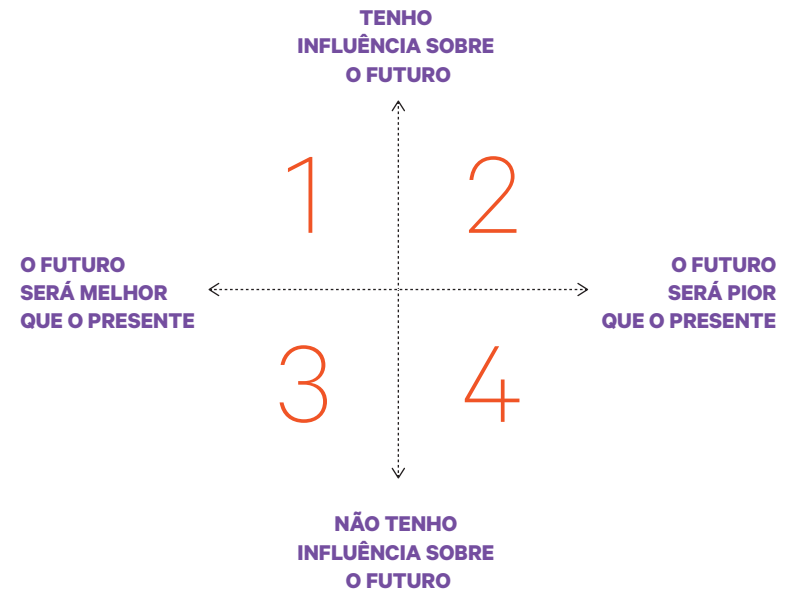 TENHO
INFLUÊNCIA SOBRE
O FUTURO
1
2
O FUTURO
SERÁ MELHOR
QUE O PRESENTE
O FUTURO
SERÁ PIOR
QUE O PRESENTE
3
4
NÃO TENHO
INFLUÊNCIA SOBRE
O FUTURO